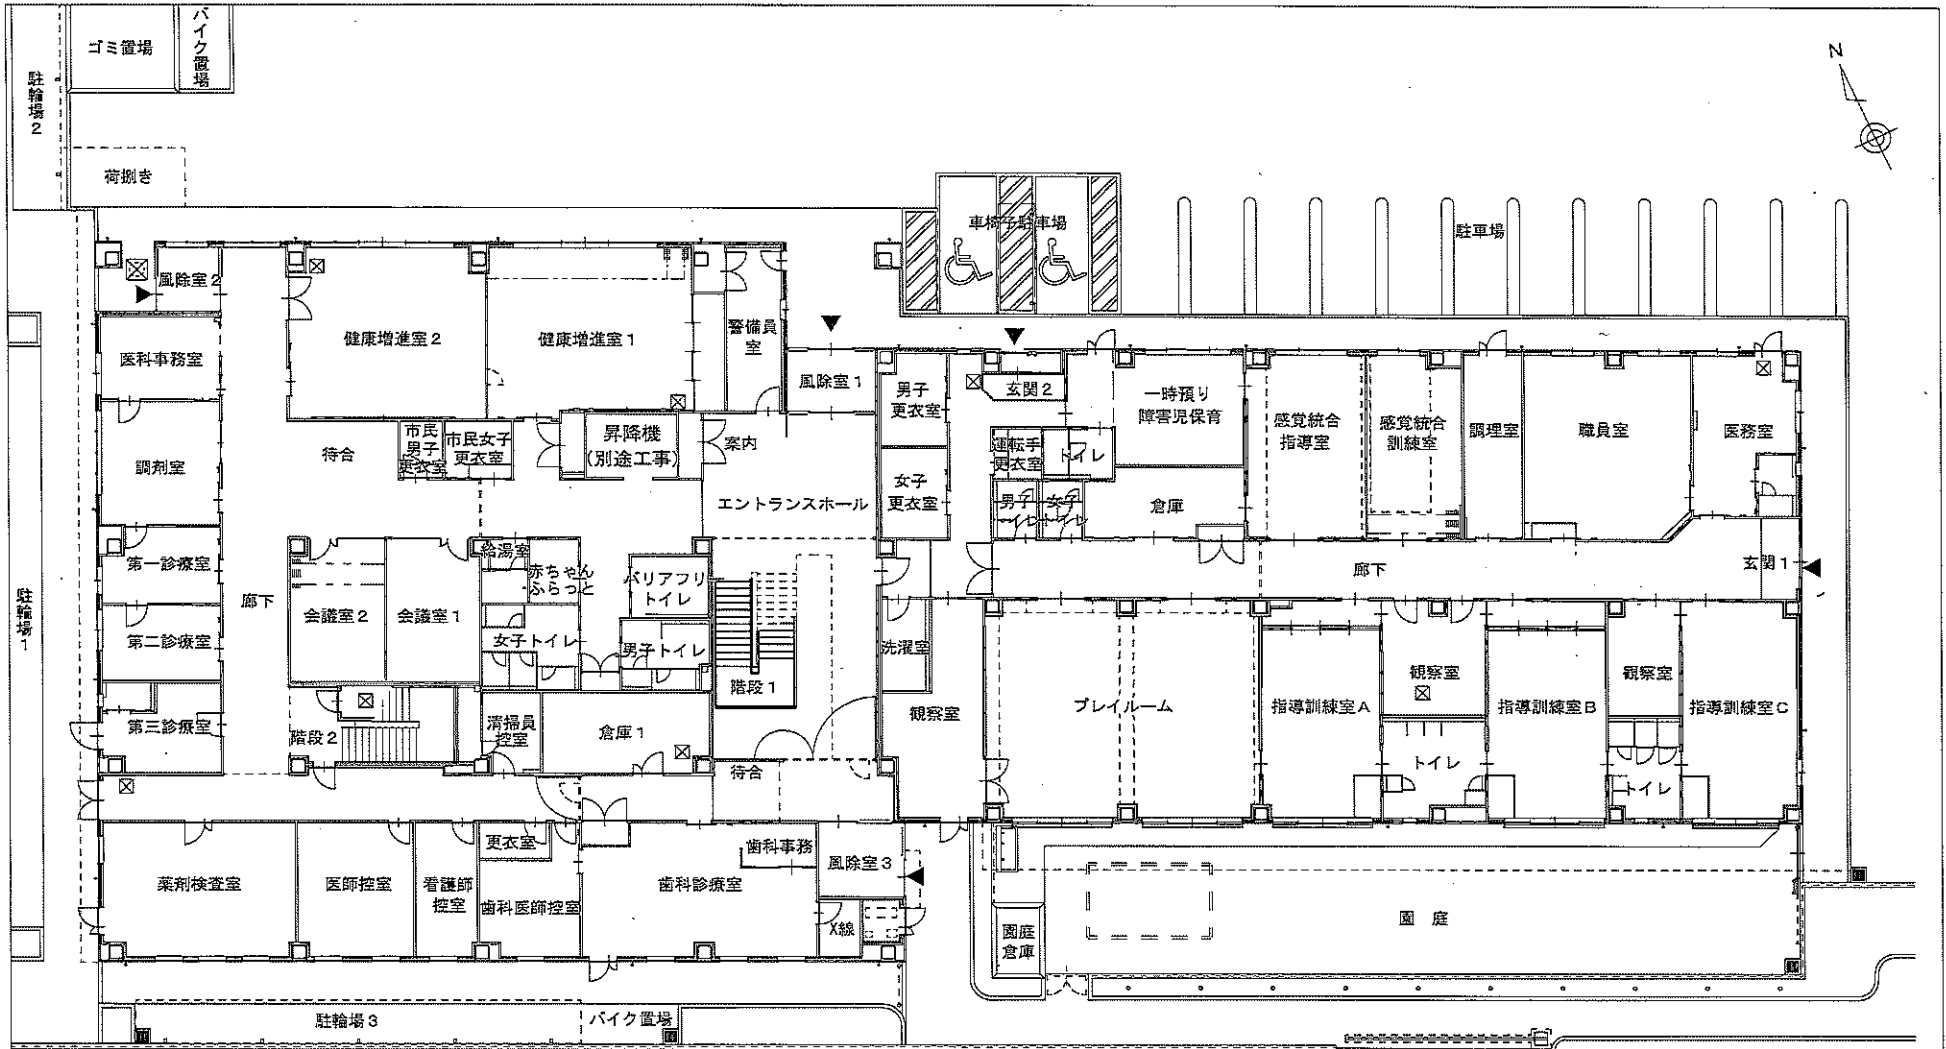 ゴミ置場
バイク置場
駐輪場2
荷捌き
N
車椅子駐車場
駐車場
風除室2
医科事務室
健康増進室2
健康増進室1
警備員
室
風除室1
男子
更衣室
玄関2
一時預り
障害児保育
感覚統合
指導室
感覚統合
訓練室
調理室
職員室
医務室
調剤室
待合
市民
男子
更衣室
市民女子
更衣室
昇降機
(別途工事)
案内
エントランスホール
女子
更衣室
運転手
更衣室
トイレ
男子
トイレ
女子
トイレ
倉庫
第一診療室
給湯室
赤ちゃん
ふらっと
バリアフリ
トイレ
廊下
玄関1
駐輪場1
廊下
会議室2
会議室1
第二診療室
女子トイレ
男子トイレ
洗濯室
階段1
第三診療室
階段2
清掃員
控室
倉庫1
観察室
プレイルーム
指導訓練室A
観察室
指導訓練室B
観察室
指導訓練室C
トイレ
トイレ
待合
薬剤検査室
医師控室
看護師
控室
更衣室
歯科医師控室
歯科診療室
歯科事務
風除室3
X線
園庭
倉庫
園庭
駐輪場3
バイク置場